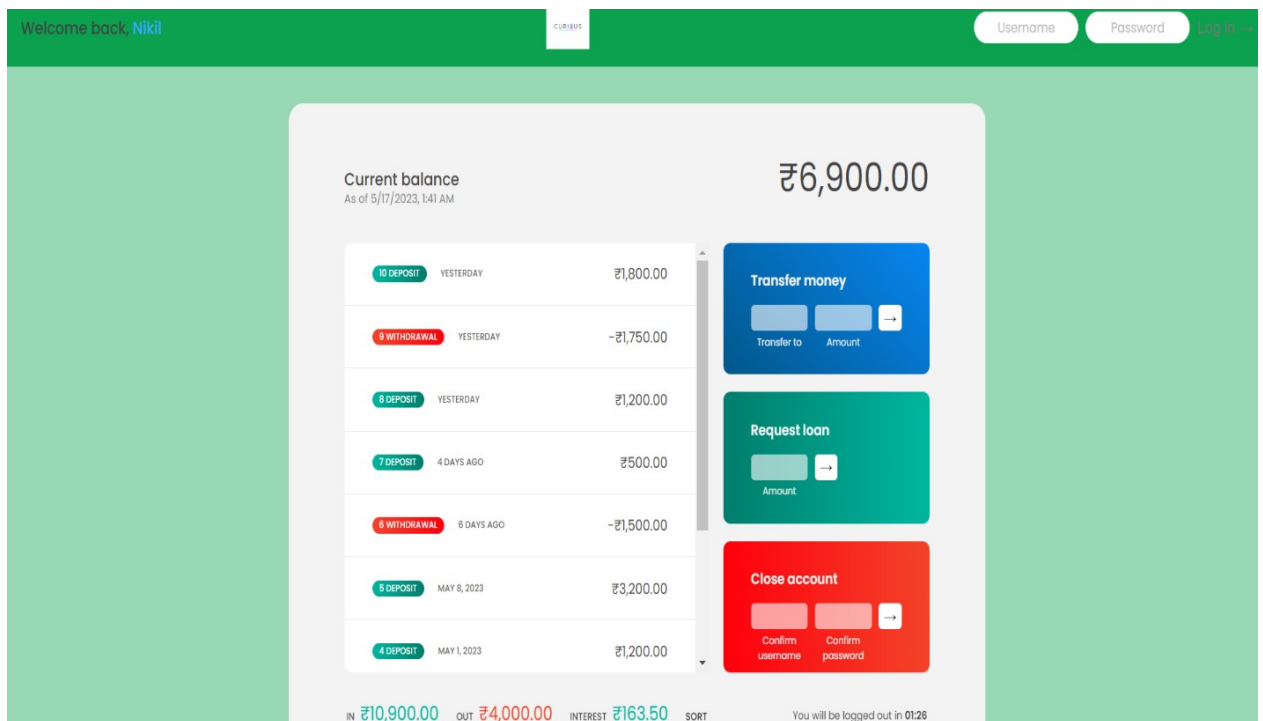 Welcome back, Nikil
CURIOUS
Username
Password
Log in →
Current balance
As of 5/17/2023, 1:41 AM
₹6,900.00
10 DEPOSIT YESTERDAY ₹1,800.00
9 WITHDRAWAL YESTERDAY -₹1,750.00
8 DEPOSIT YESTERDAY ₹1,200.00
7 DEPOSIT 4 DAYS AGO ₹500.00
6 WITHDRAWAL 6 DAYS AGO -₹1,500.00
5 DEPOSIT MAY 8, 2023 ₹3,200.00
4 DEPOSIT MAY 1, 2023 ₹1,200.00
Transfer money
→
Transfer to Amount
Request loan
→
Amount
Close account
→
Confirm username
Confirm password
IN ₹10,900.00 OUT ₹4,000.00 INTEREST ₹163.50 SORT
You will be logged out in 01:26